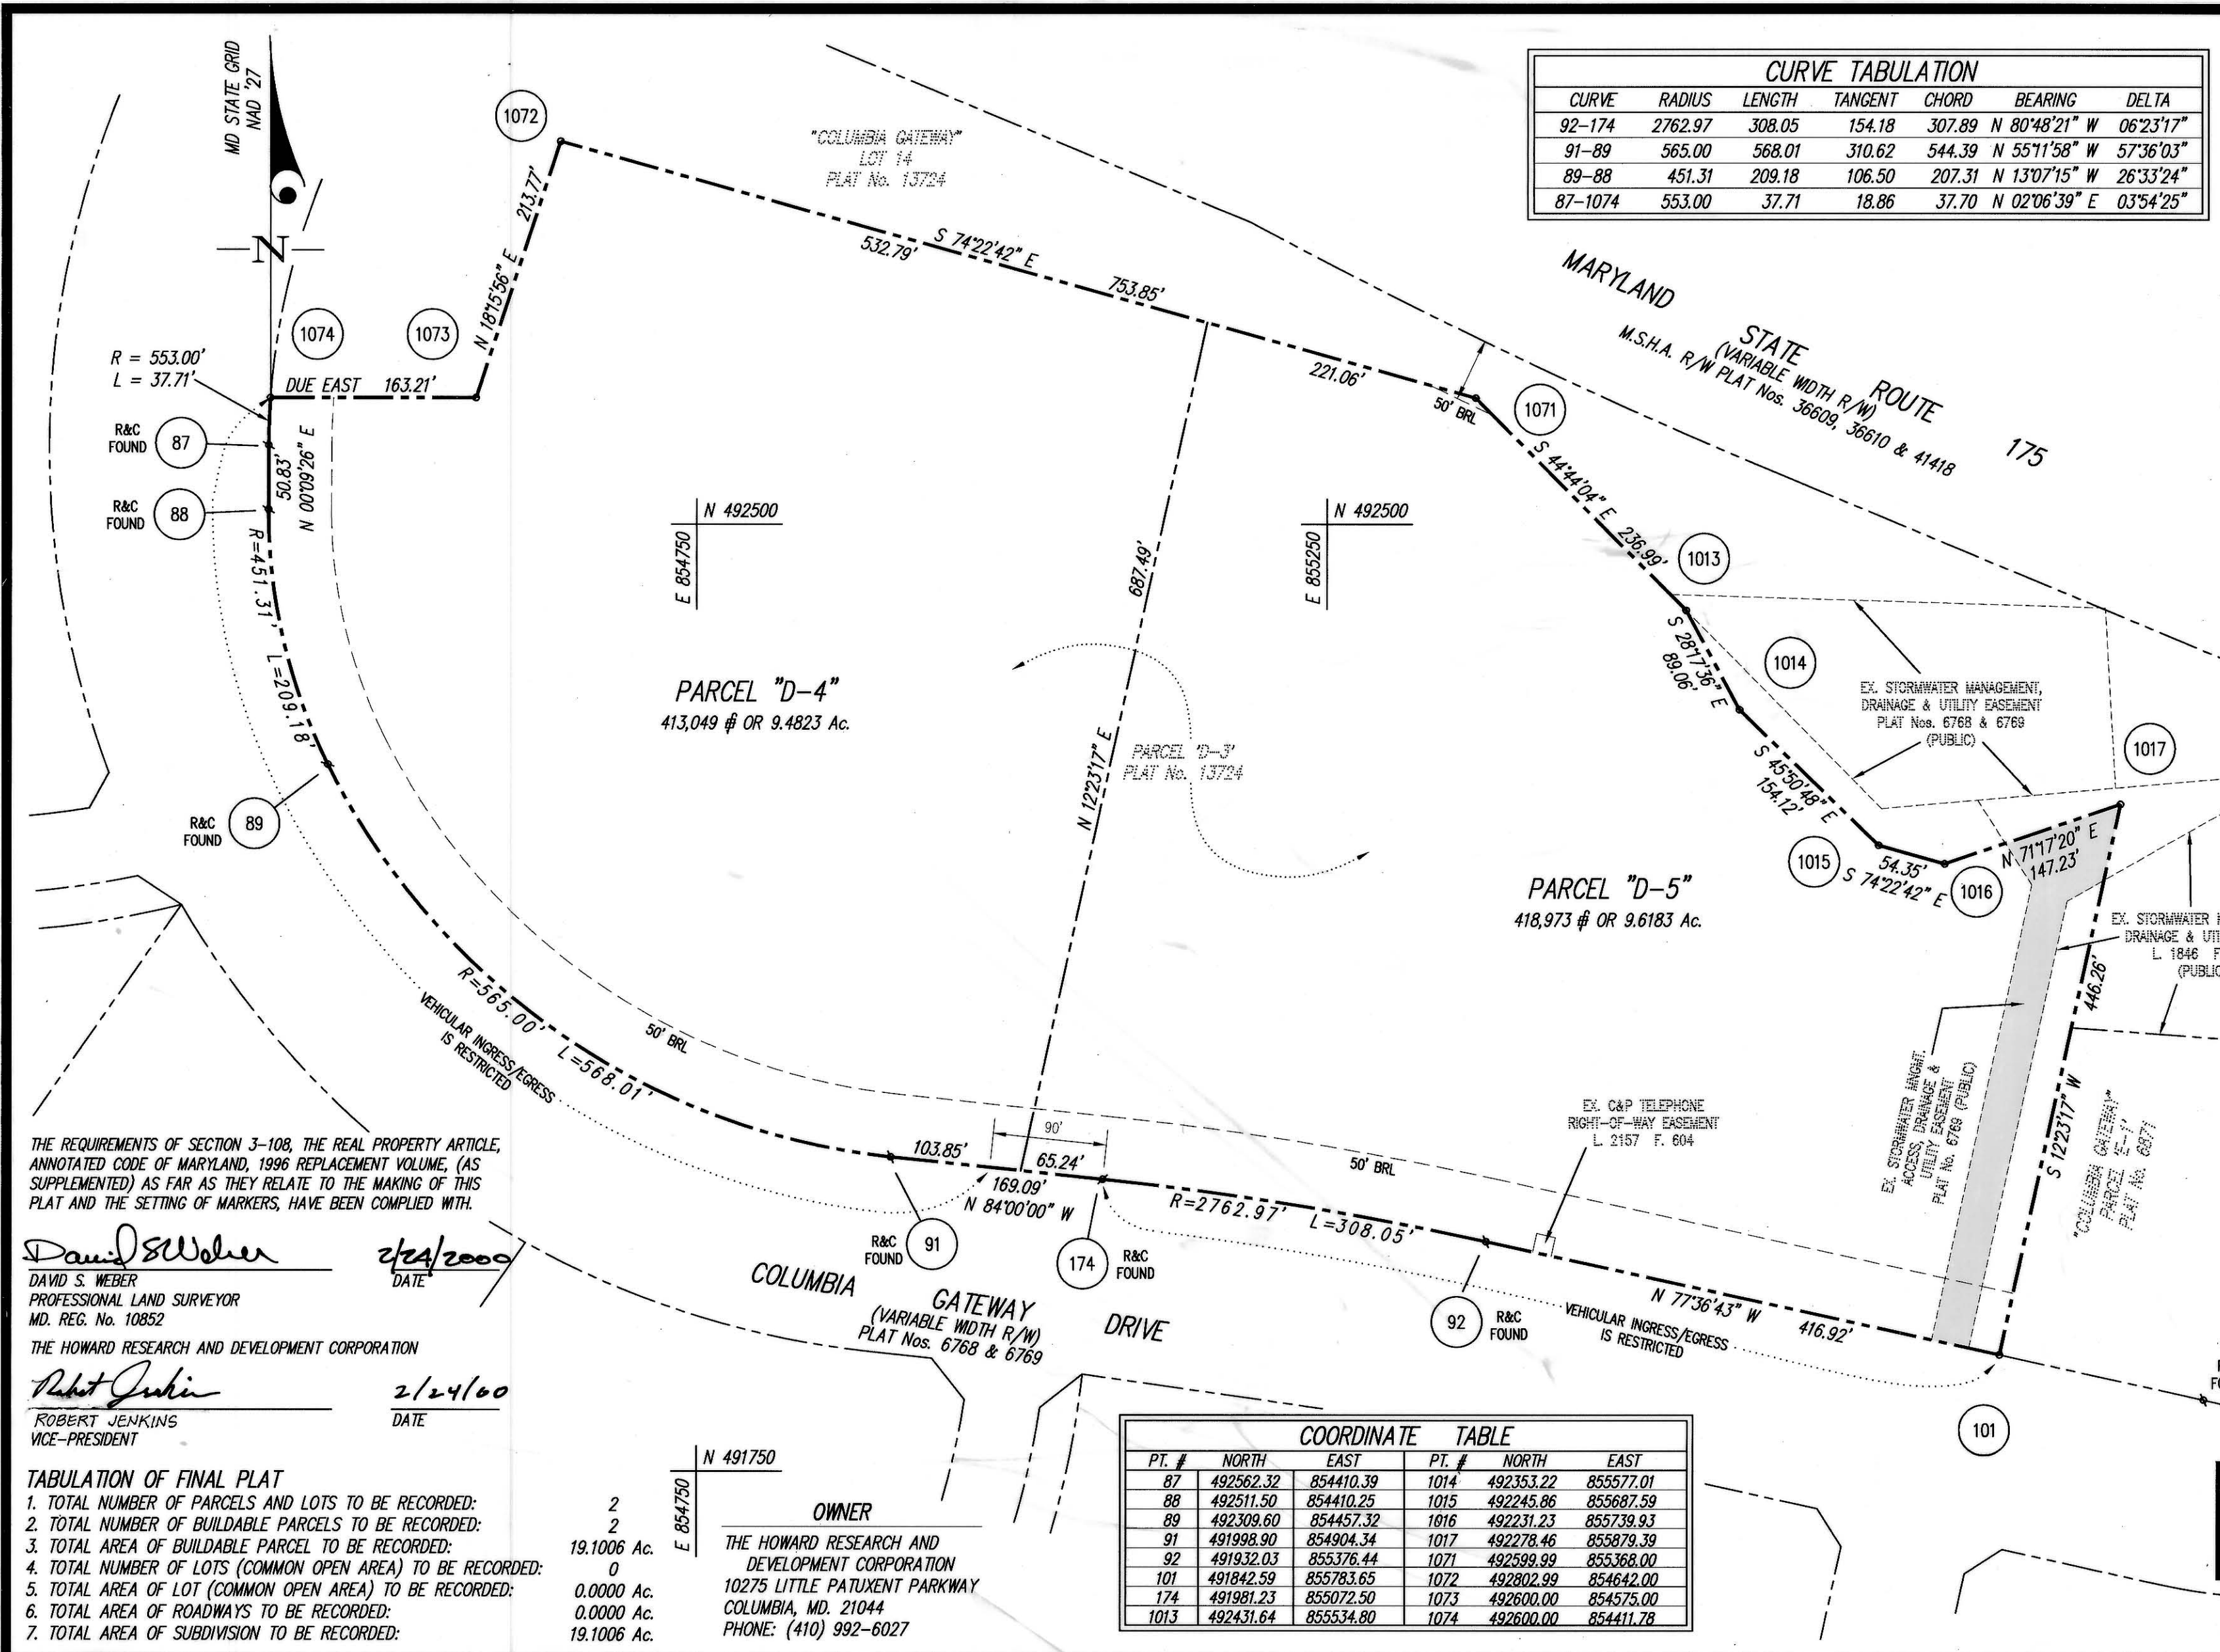 MD STATE GRID
NAD '27
N
1072
"COLUMBIA GATEWAY"
LOT 14
PLAT No. 13724
CURVE TABULATION
CURVE RADIUS LENGTH TANGENT CHORD BEARING DELTA
92-174 2762.97 308.05 154.18 307.89 N 80°48'21" W 06°23'17"
91-89 565.00 568.01 310.62 544.39 N 55°11'58" W 57°36'03"
89-88 451.31 209.18 106.50 207.31 N 13°07'15" W 26°33'24"
87-1074 553.00 37.71 18.86 37.70 N 02°06'39" E 03°54'25"
213.77'
N 18°15'56" E
S 74°22'42" E
532.79'
753.85'
221.06'
MARYLAND STATE ROUTE 175
(VARIABLE WIDTH R/W)
M.S.H.A. R/W PLAT Nos. 36609, 36610 & 41418
1074
1073
R = 553.00'
L = 37.71'
DUE EAST 163.21'
R&C
FOUND
87
50.83'
N 00°09'26" E
R&C
FOUND
88
50' BRL
1071
S 44°44'04" E 236.99'
1013
N 492500
E 854750
N 492500
E 855250
R=451.31' L=209.18'
687.49'
N 12°23'17" E
S 28°17'36" E
89.06'
1014
EX. STORMWATER MANAGEMENT,
DRAINAGE & UTILITY EASEMENT
PLAT Nos. 6768 & 6769
(PUBLIC)
PARCEL "D-4"
413,049 ⌗ OR 9.4823 Ac.
PARCEL 'D-3'
PLAT No. 13724
S 45°50'48" E
154.12'
1017
R&C
FOUND
89
1015
54.35'
S 74°22'42" E
1016
N 71°17'20" E
147.23'
PARCEL "D-5"
418,973 ⌗ OR 9.6183 Ac.
EX. STORMWATER
DRAINAGE & UTI
L. 1846 F
(PUBLIC
446.26'
S 12°23'17" W
R=565.00' L=568.01'
VEHICULAR INGRESS/EGRESS
IS RESTRICTED
50' BRL
EX. STORMWATER MNGMT.
ACCESS, DRAINAGE &
UTILITY EASEMENT
PLAT No. 6769 (PUBLIC)
"COLUMBIA GATEWAY"
PARCEL 'E-1'
PLAT No. 6871
EX. C&P TELEPHONE
RIGHT-OF-WAY EASEMENT
L. 2157 F. 604
103.85'
90'
65.24'
169.09'
N 84°00'00" W
50' BRL
R=2762.97' L=308.05'
R&C
FOUND
91
174
R&C
FOUND
92
R&C
FOUND
N 77°36'43" W 416.92'
VEHICULAR INGRESS/EGRESS
IS RESTRICTED
101
COLUMBIA GATEWAY DRIVE
(VARIABLE WIDTH R/W)
PLAT Nos. 6768 & 6769
THE REQUIREMENTS OF SECTION 3-108, THE REAL PROPERTY ARTICLE,
ANNOTATED CODE OF MARYLAND, 1996 REPLACEMENT VOLUME, (AS
SUPPLEMENTED) AS FAR AS THEY RELATE TO THE MAKING OF THIS
PLAT AND THE SETTING OF MARKERS, HAVE BEEN COMPLIED WITH.
David S Weber 2/24/2000
DAVID S. WEBER DATE
PROFESSIONAL LAND SURVEYOR
MD. REG. No. 10852
THE HOWARD RESEARCH AND DEVELOPMENT CORPORATION
Robert Jenkins 2/24/00
ROBERT JENKINS DATE
VICE-PRESIDENT
TABULATION OF FINAL PLAT
1. TOTAL NUMBER OF PARCELS AND LOTS TO BE RECORDED: 2
2. TOTAL NUMBER OF BUILDABLE PARCELS TO BE RECORDED: 2
3. TOTAL AREA OF BUILDABLE PARCEL TO BE RECORDED: 19.1006 Ac.
4. TOTAL NUMBER OF LOTS (COMMON OPEN AREA) TO BE RECORDED: 0
5. TOTAL AREA OF LOT (COMMON OPEN AREA) TO BE RECORDED: 0.0000 Ac.
6. TOTAL AREA OF ROADWAYS TO BE RECORDED: 0.0000 Ac.
7. TOTAL AREA OF SUBDIVISION TO BE RECORDED: 19.1006 Ac.
N 491750
E 854750
OWNER
THE HOWARD RESEARCH AND
DEVELOPMENT CORPORATION
10275 LITTLE PATUXENT PARKWAY
COLUMBIA, MD. 21044
PHONE: (410) 992-6027
COORDINATE TABLE
PT. # NORTH EAST PT. # NORTH EAST
87 492562.32 854410.39 1014 492353.22 855577.01
88 492511.50 854410.25 1015 492245.86 855687.59
89 492309.60 854457.32 1016 492231.23 855739.93
91 491998.90 854904.34 1017 492278.46 855879.39
92 491932.03 855376.44 1071 492599.99 855368.00
101 491842.59 855783.65 1072 492802.99 854642.00
174 491981.23 855072.50 1073 492600.00 854575.00
1013 492431.64 855534.80 1074 492600.00 854411.78